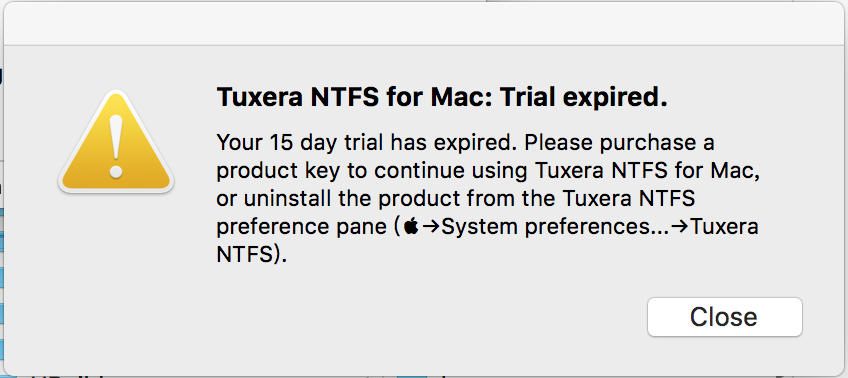 Tuxera NTFS for Mac: Trial expired.
Your 15 day trial has expired. Please purchase a
product key to continue using Tuxera NTFS for Mac,
or uninstall the product from the Tuxera NTFS
preference pane (→System preferences...→Tuxera
NTFS).
Close